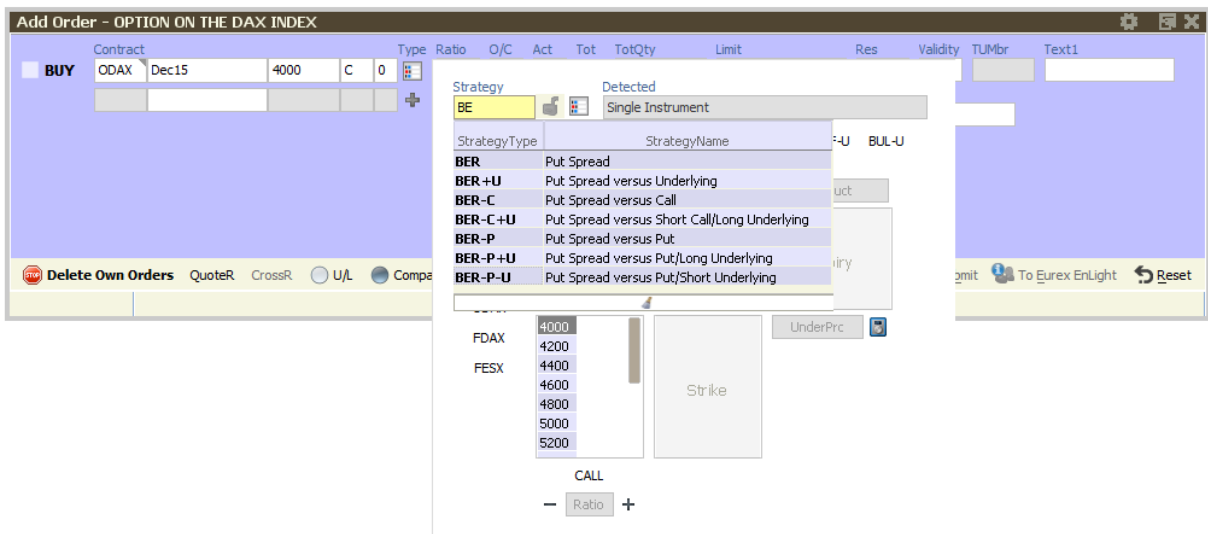 Add Order - OPTION ON THE DAX INDEX
Contract Type Ratio O/C Act Tot TotQty Limit Res Validity TUMbr Text1
BUY ODAX Dec15 4000 C 0
Strategy Detected
BE Single Instrument
StrategyType StrategyName
-U BUL-U
BER Put Spread
BER+U Put Spread versus Underlying
BER-C Put Spread versus Call
BER-C+U Put Spread versus Short Call/Long Underlying
BER-P Put Spread versus Put
BER-P+U Put Spread versus Put/Long Underlying
BER-P-U Put Spread versus Put/Short Underlying
STOP Delete Own Orders QuoteR CrossR U/L To Eurex EnLight Reset
4000
4200
4400
4600
4800
5000
5200
FDAX
FESX
UnderPrc
Strike
CALL
– Ratio +